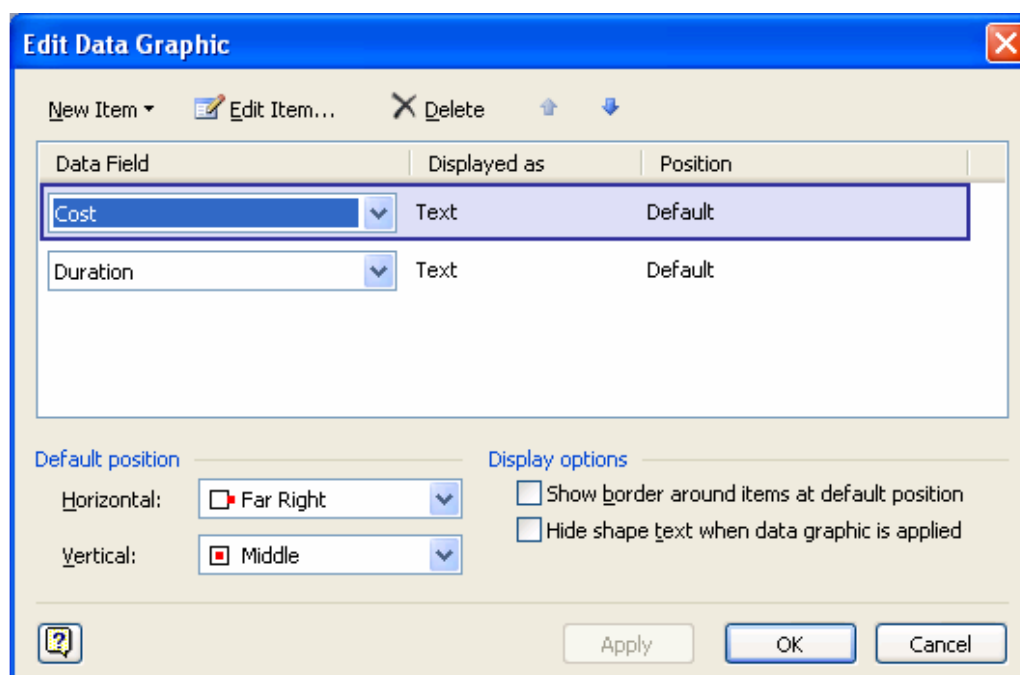 Edit Data Graphic
New Item Edit Item... Delete
Data Field Displayed as Position
Cost Text Default
Duration Text Default
Default position Display options
Horizontal: Far Right Show border around items at default position
Vertical: Middle Hide shape text when data graphic is applied
Apply OK Cancel